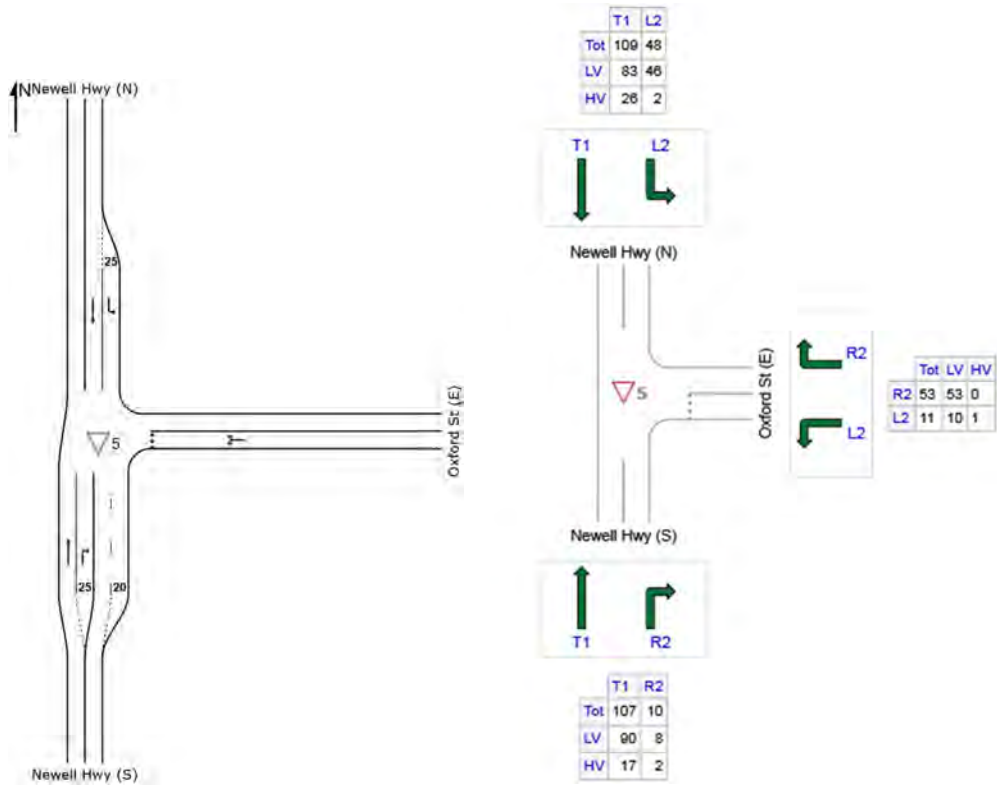 N
Newell Hwy (N)
25
5
Oxford St (E)
25
20
Newell Hwy (S)
T1 L2
Tot 109 48
LV 83 46
HV 26 2
T1 L2
Newell Hwy (N)
5
Oxford St (E)
R2
L2
Tot LV HV
R2 53 53 0
L2 11 10 1
Newell Hwy (S)
T1 R2
T1 R2
Tot 107 10
LV 90 8
HV 17 2